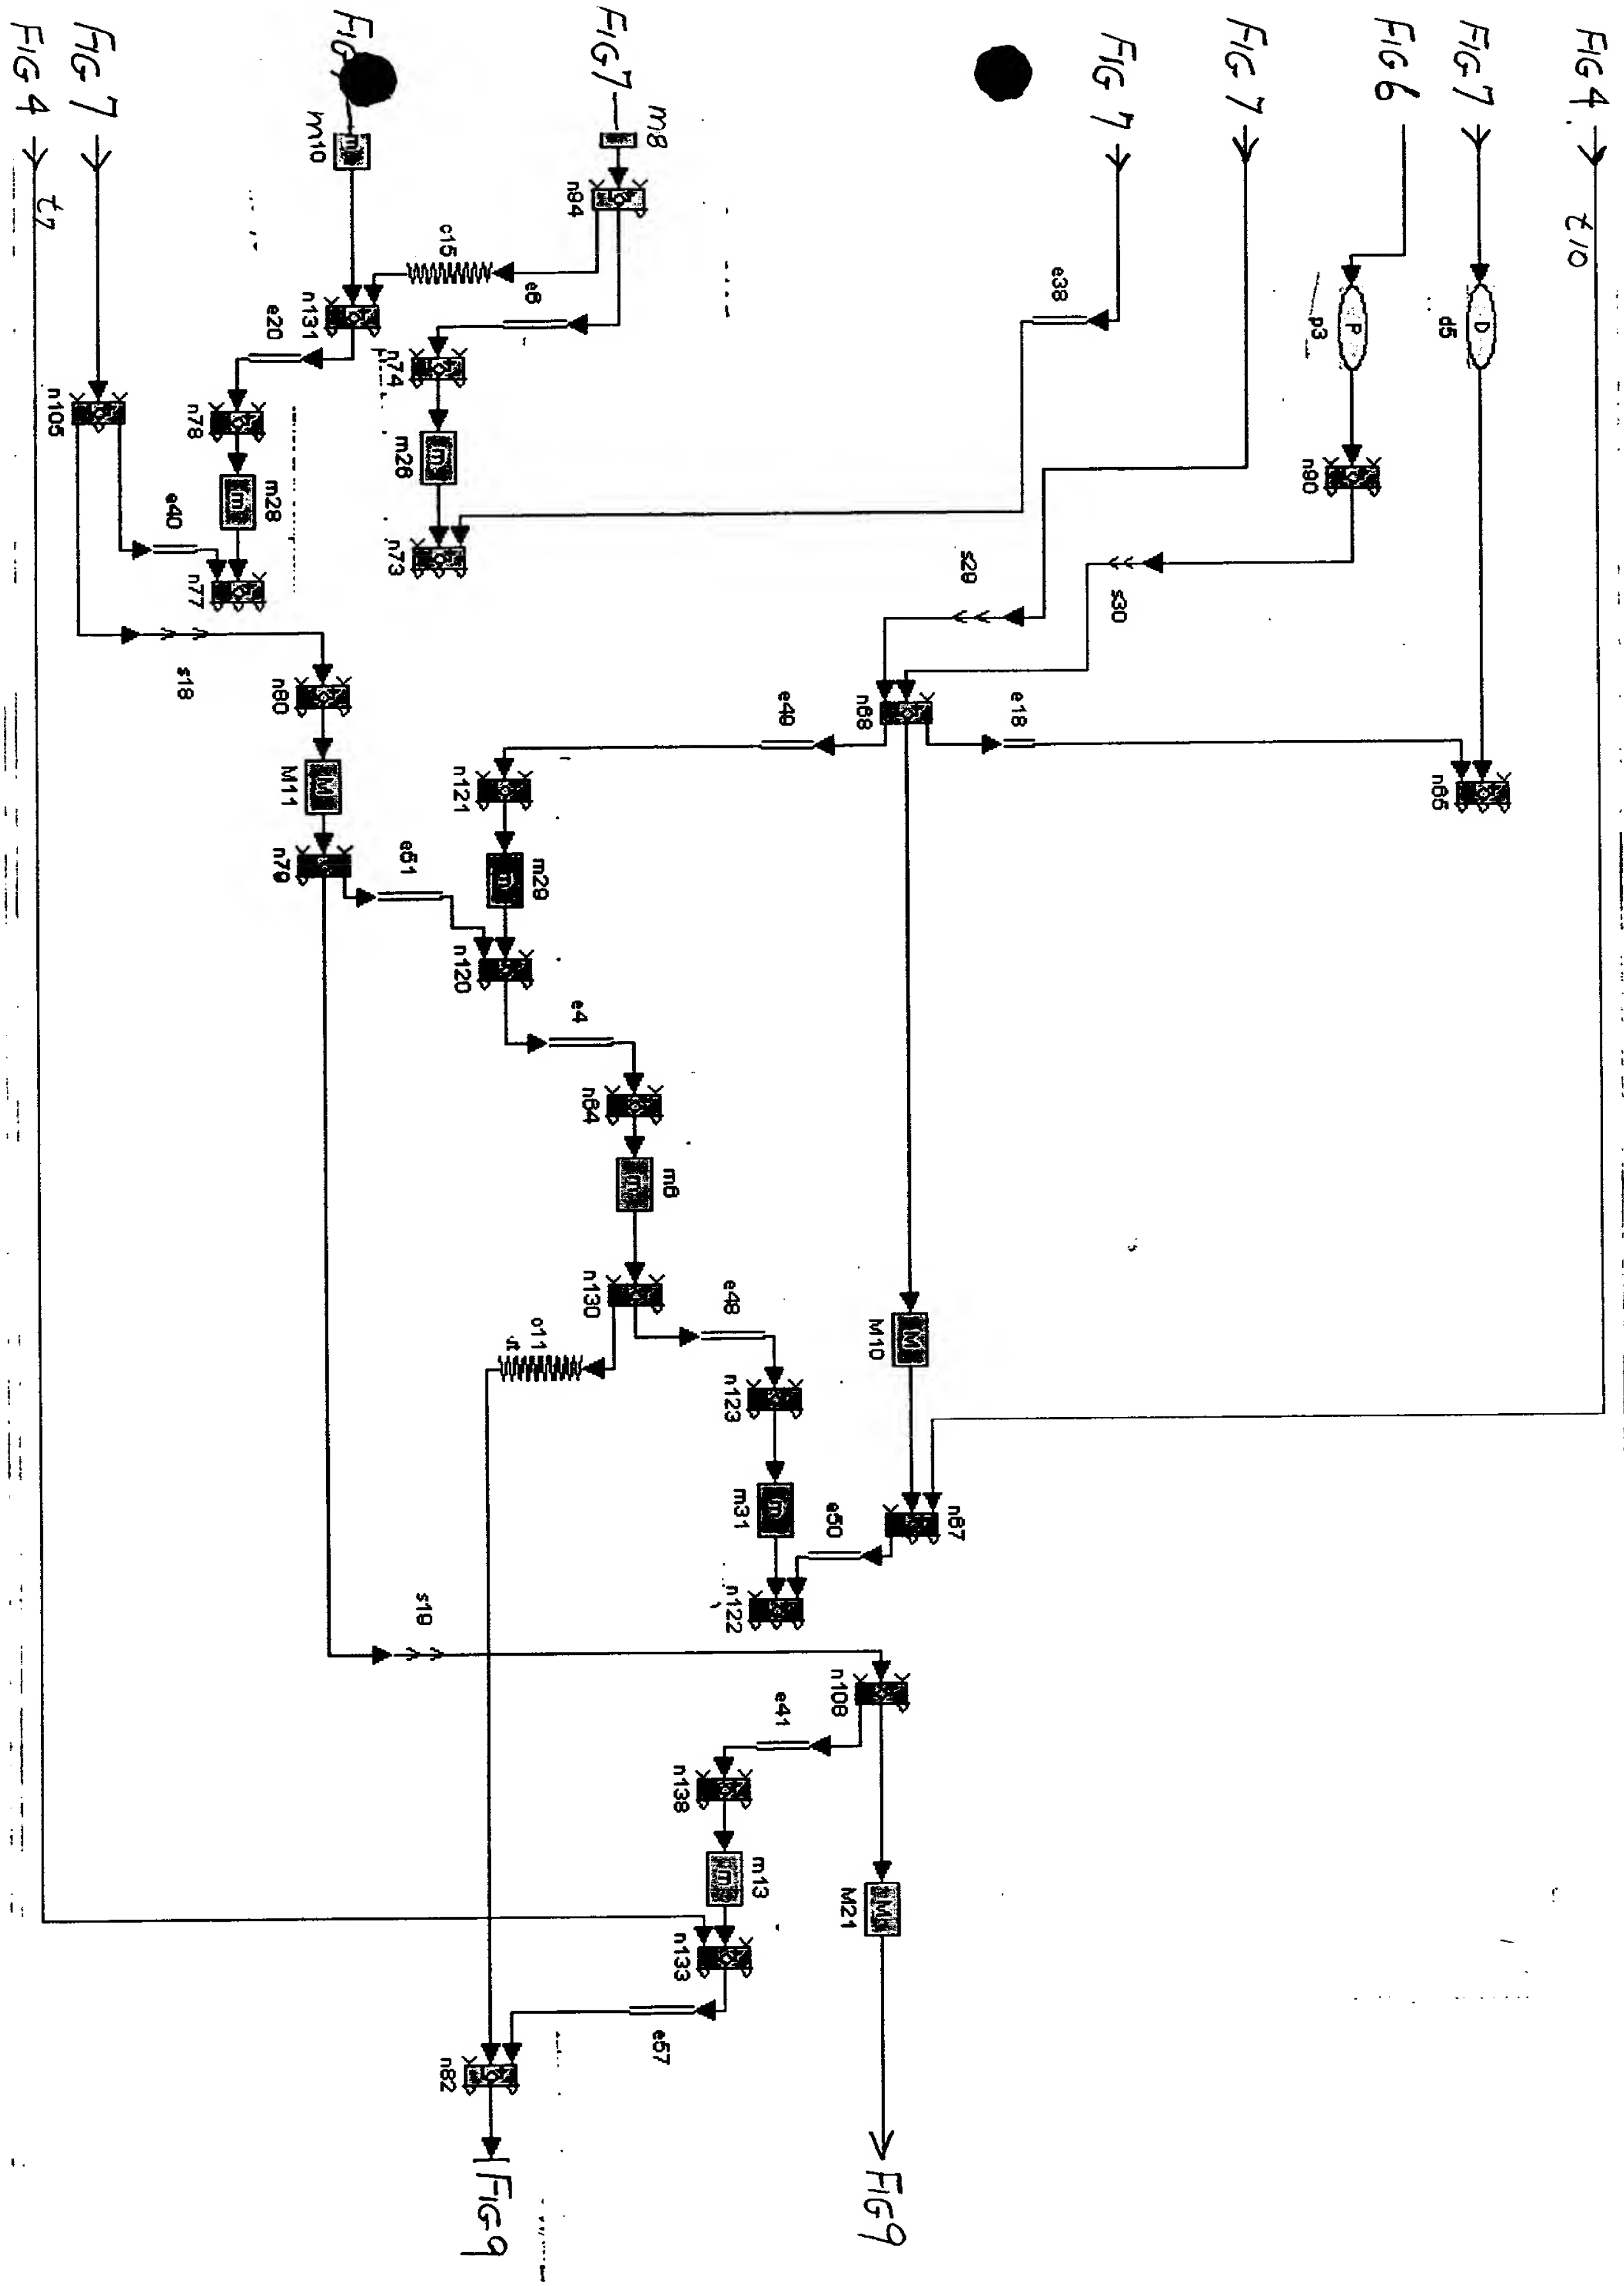 FIG 4
t10
FIG 7
D
d5
FIG 6
P
p3
n90
s30
FIG 7
s29
FIG 7
e38
n68
e18
n65
e49
FIG 7
m8
n94
c15
e6
n74
m
m26
n73
FIG
m
m10
n131
e20
n78
m
m28
n77
e40
FIG 7
n105
s18
n80
M
M11
n79
e51
n121
m
m29
n120
e4
n64
m
m6
n130
e48
c11
n123
m
m31
n122
e50
M
M10
n67
s19
n108
e41
n138
m
m13
n133
e57
M
M21
FIG 9
n82
FIG 9
FIG 4
t7